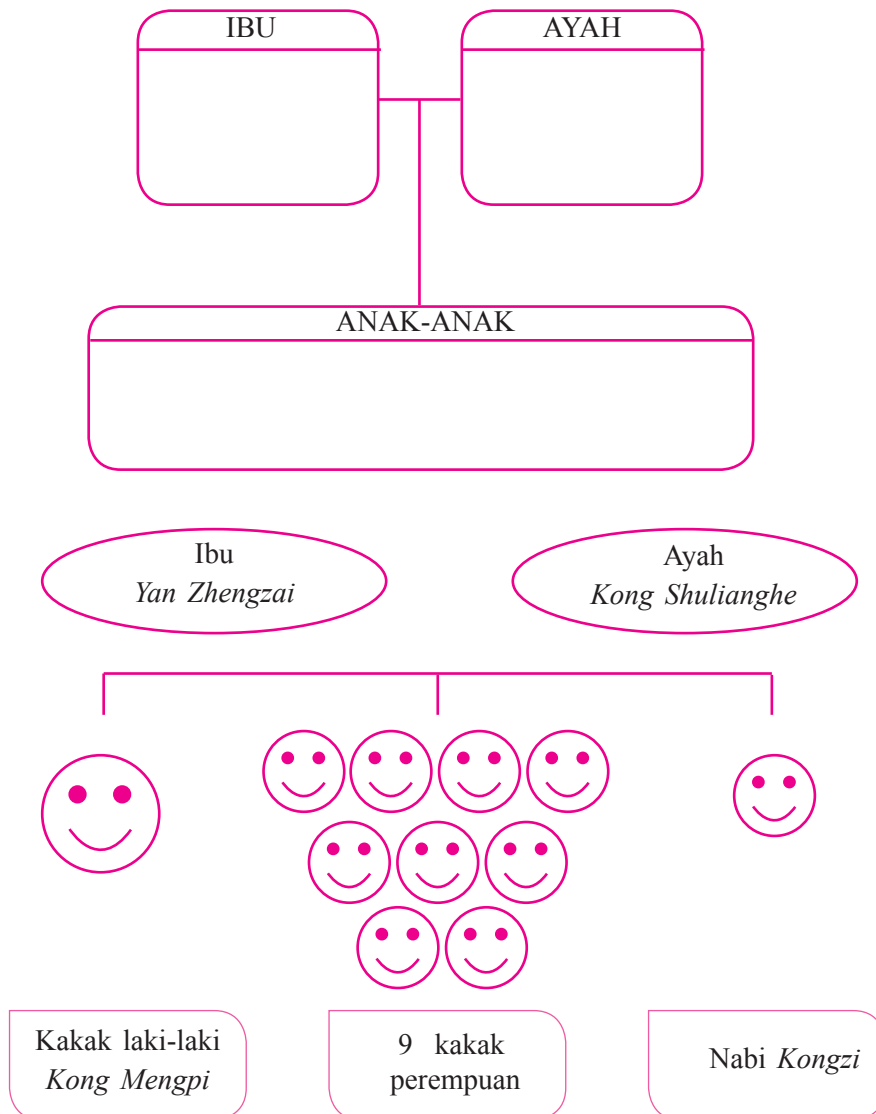 IBU
AYAH
ANAK-ANAK
Ibu
Yan Zhengzai
Ayah
Kong Shulianghe
Kakak laki-laki
Kong Mengpi
9 kakak
perempuan
Nabi Kongzi